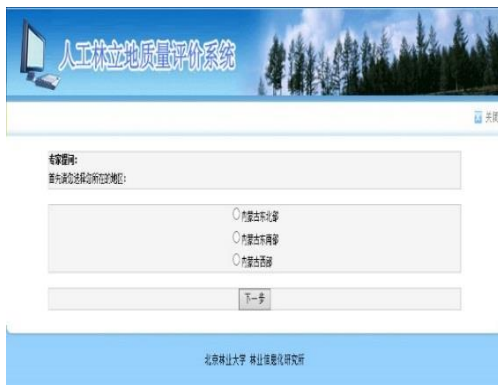 人工林立地质量评价系统
关闭
专家提问：
首先请您选择您所在的地区：
内蒙古东北部
内蒙古东南部
内蒙古西部
下一步
北京林业大学 林业信息化研究所